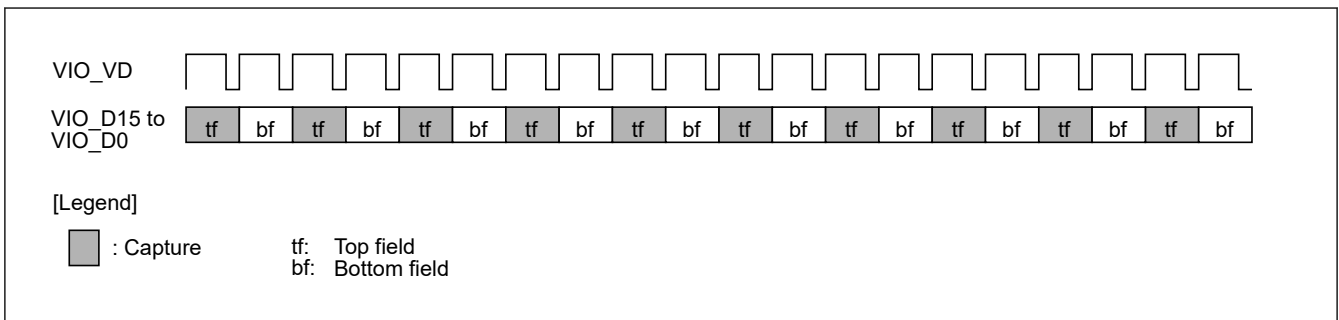 VIO_VD
VIO_D15 to
VIO_D0
tf bf tf bf tf bf tf bf tf bf tf bf tf bf tf bf tf bf tf bf
[Legend]
: Capture
tf: Top field
bf: Bottom field